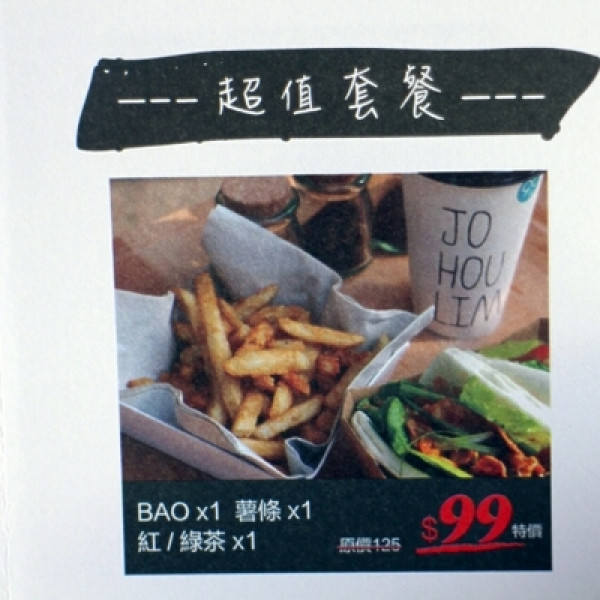 --- 超值套餐 ---
JO
HOU
LIM
BAO x1 薯條 x1
紅 / 綠茶 x1
原價125 $99 特價